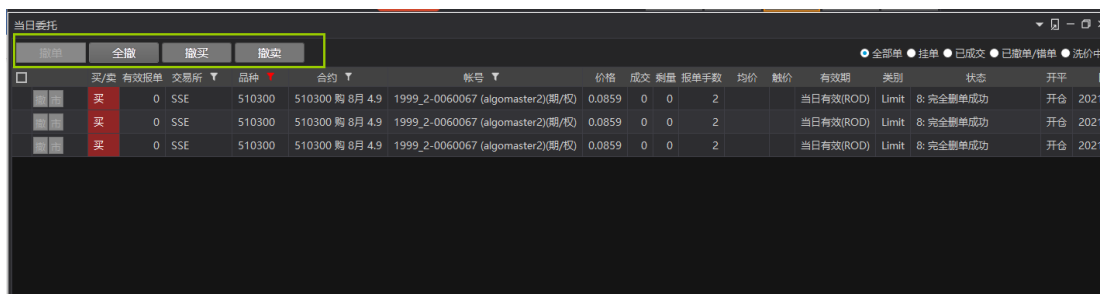 当日委托
撤单 全撤 撤买 撤卖 全部单 挂单 已成交 已撤单/错单 洗价中
买/卖 有效报单 交易所 品种 合约 帐号 价格 成交 剩量 报单手数 均价 触价 有效期 类别 状态 开平
买 0 SSE 510300 510300 购 8月 4.9 1999_2-0060067 (algomaster2)(期/权) 0.0859 0 0 2 当日有效(ROD) Limit 8: 完全删单成功 开仓 2021
买 0 SSE 510300 510300 购 8月 4.9 1999_2-0060067 (algomaster2)(期/权) 0.0859 0 0 2 当日有效(ROD) Limit 8: 完全删单成功 开仓 2021
买 0 SSE 510300 510300 购 8月 4.9 1999_2-0060067 (algomaster2)(期/权) 0.0859 0 0 2 当日有效(ROD) Limit 8: 完全删单成功 开仓 2021